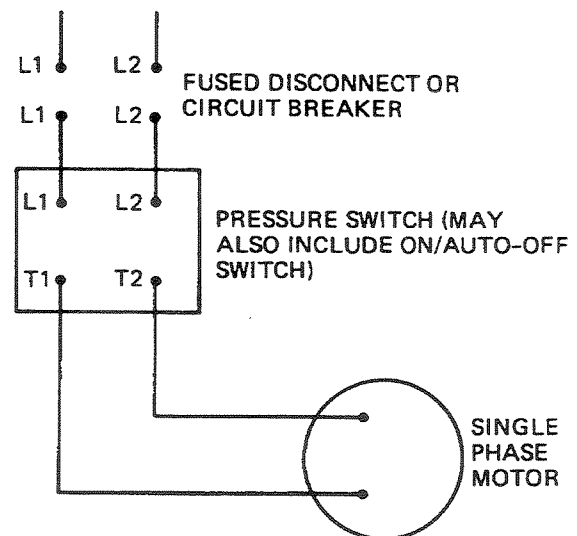 L1 L2
FUSED DISCONNECT OR
CIRCUIT BREAKER
L1 L2
L1 L2
PRESSURE SWITCH (MAY
ALSO INCLUDE ON/AUTO-OFF
SWITCH)
T1 T2
SINGLE
PHASE
MOTOR